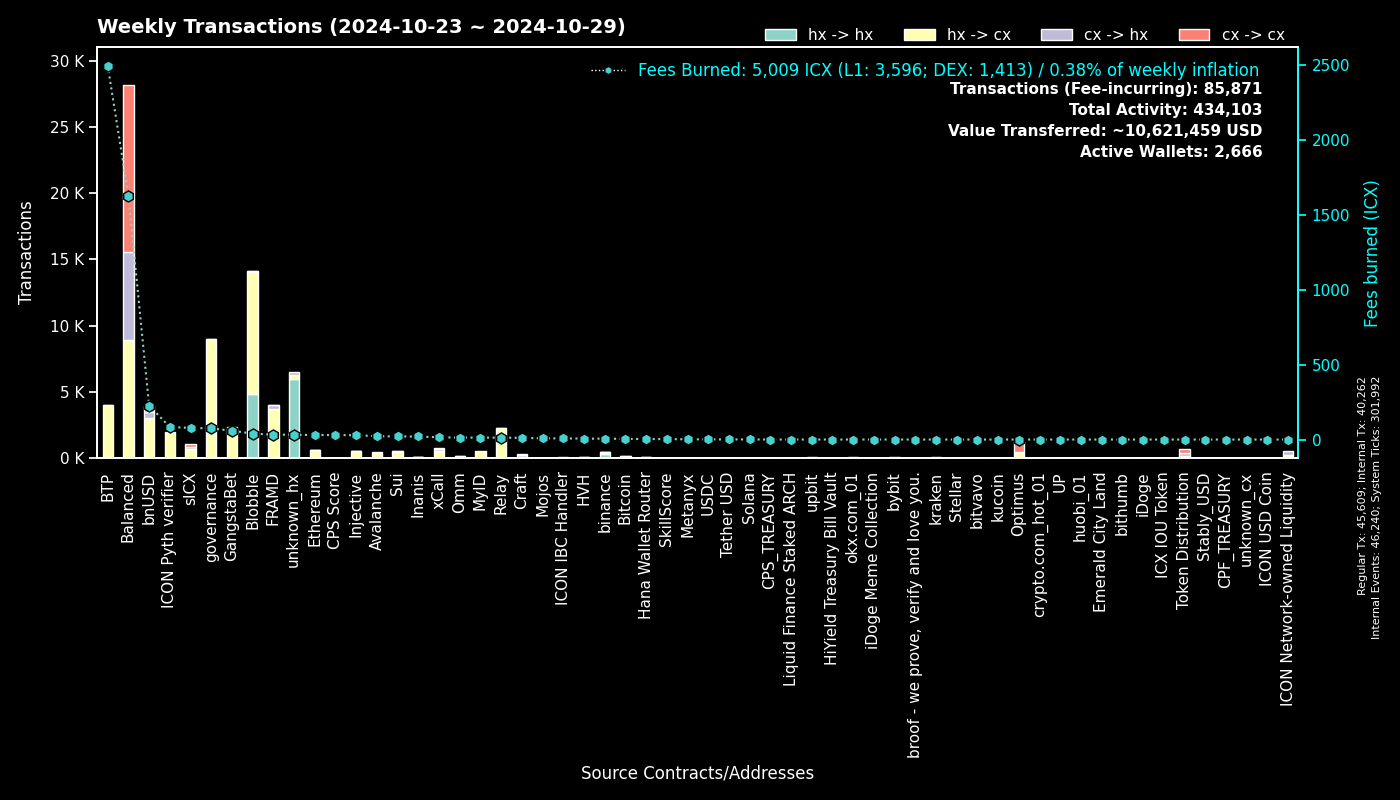 Weekly Transactions (2024-10-23 ~ 2024-10-29)
hx -> hx
hx -> cx
cx -> hx
cx -> cx
Fees Burned: 5,009 ICX (L1: 3,596; DEX: 1,413) / 0.38% of weekly inflation
Transactions (Fee-incurring): 85,871
Total Activity: 434,103
Value Transferred: ~10,621,459 USD
Active Wallets: 2,666
Transactions
30 K
25 K
20 K
15 K
10 K
5 K
0 K
2500
2000
1500
1000
500
0
Fees burned (ICX)
Regular Tx: 45,609; Internal Tx: 40,262
Internal Events: 46,240; System Ticks: 301,992
BTP
Balanced
bnUSD
ICON Pyth verifier
sICX
governance
GangstaBet
Blobble
FRAMD
unknown_hx
Ethereum
CPS Score
Injective
Avalanche
Sui
Inanis
xCall
Omm
MyID
Relay
Craft
Mojos
ICON IBC Handler
HVH
binance
Bitcoin
Hana Wallet Router
SkillScore
Metanyx
USDC
Tether USD
Solana
CPS_TREASURY
Liquid Finance Staked ARCH
upbit
HiYield Treasury Bill Vault
okx.com_01
iDoge Meme Collection
bybit
broof - we prove, verify and love you.
kraken
Stellar
bitvavo
kucoin
Optimus
crypto.com_hot_01
UP
huobi_01
Emerald City Land
bithumb
iDoge
ICX IOU Token
Token Distribution
Stably_USD
CPF_TREASURY
unknown_cx
ICON USD Coin
ICON Network-owned Liquidity
Source Contracts/Addresses